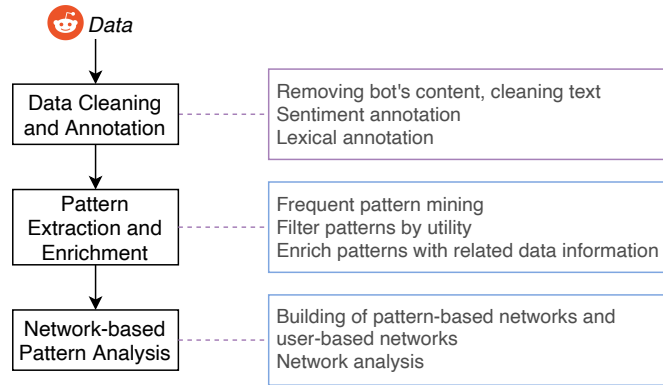 Data
Data Cleaning
and Annotation
Removing bot's content, cleaning text
Sentiment annotation
Lexical annotation
Pattern
Extraction and
Enrichment
Frequent pattern mining
Filter patterns by utility
Enrich patterns with related data information
Network-based
Pattern Analysis
Building of pattern-based networks and
user-based networks
Network analysis